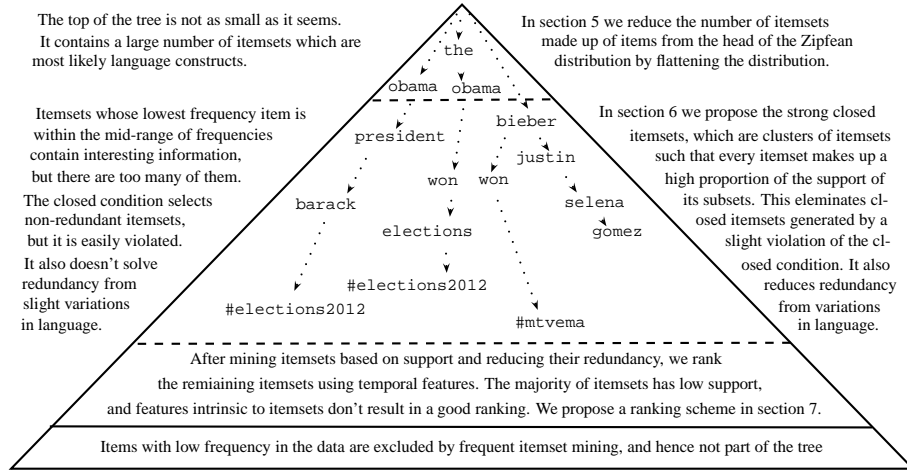 The top of the tree is not as small as it seems.
It contains a large number of itemsets which are
most likely language constructs.
In section 5 we reduce the number of itemsets
made up of items from the head of the Zipfean
distribution by flattening the distribution.
the
obama
obama
Itemsets whose lowest frequency item is
within the mid-range of frequencies
contain interesting information,
but there are too many of them.
The closed condition selects
non-redundant itemsets,
but it is easily violated.
It also doesn't solve
redundancy from
slight variations
in language.
bieber
president
justin
won
won
barack
selena
elections
gomez
#elections2012
#elections2012
#mtvema
In section 6 we propose the strong closed
itemsets, which are clusters of itemsets
such that every itemset makes up a
high proportion of the support of
its subsets. This eleminates cl-
osed itemsets generated by a
slight violation of the cl-
osed condition. It also
reduces redundancy
from variations
in language.
After mining itemsets based on support and reducing their redundancy, we rank
the remiaining itemsets using temporal features. The majority of itemsets has low support,
and features intrinsic to itemsets don't result in a good ranking. We propose a ranking scheme in section 7.
Items with low frequency in the data are excluded by frequent itemset mining, and hence not part of the tree